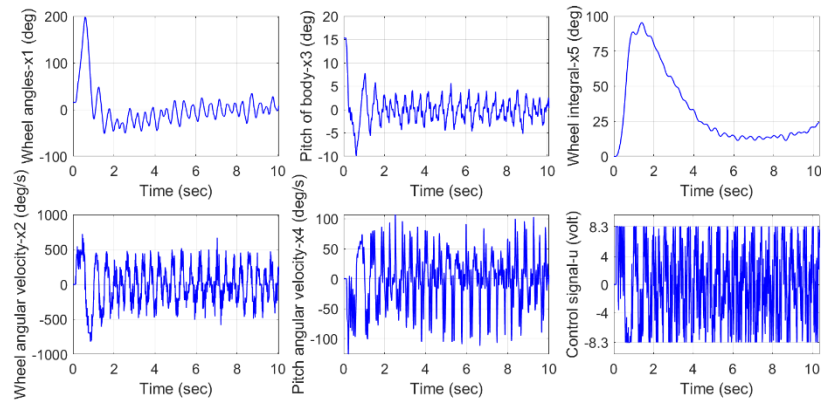 Wheel angles-x1 (deg)
200
100
0
-100
0 2 4 6 8 10
Time (sec)
Pitch of body-x3 (deg)
20
15
10
5
0
-5
-10
0 2 4 6 8 10
Time (sec)
Wheel integral-x5 (deg)
100
75
50
25
0
0 2 4 6 8 10
Time (sec)
Wheel angular velocity-x2 (deg/s)
1000
500
0
-500
-1000
0 2 4 6 8 10
Time (sec)
Pitch angular velocity-x4 (deg/s)
100
50
0
-50
-100
0 2 4 6 8 10
Time (sec)
Control signal-u (volt)
8.3
4
0
-4
-8.3
0 2 4 6 8 10
Time (sec)